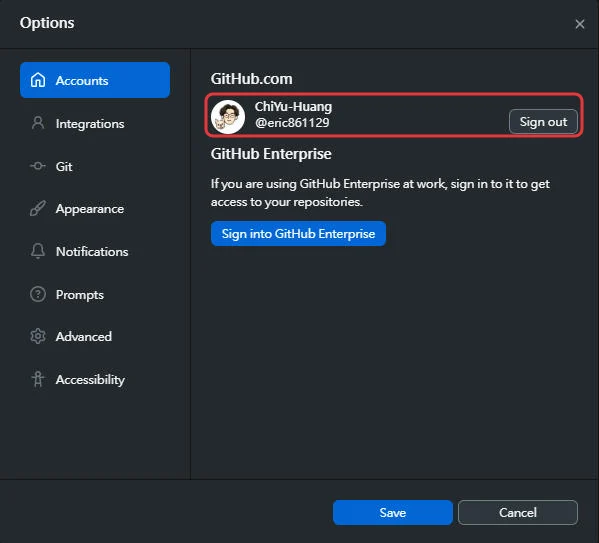 Options
Accounts
Integrations
Git
Appearance
Notifications
Prompts
Advanced
Accessibility
GitHub.com
ChiYu-Huang
@eric861129
Sign out
GitHub Enterprise
If you are using GitHub Enterprise at work, sign in to it to get
access to your repositories.
Sign into GitHub Enterprise
Save
Cancel